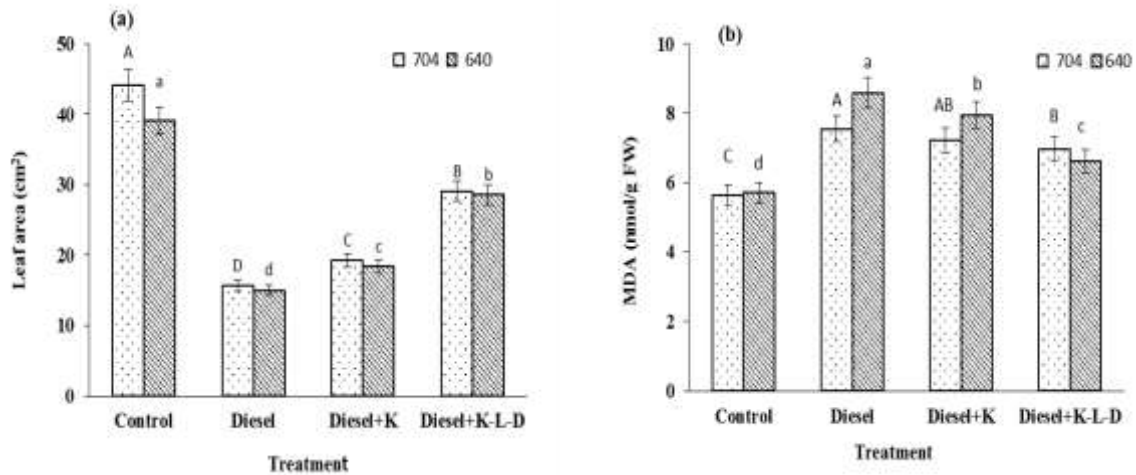 (a)
50
40
30
20
10
0
Leaf area (cm²)
704 640
A
a
D
d
C
c
B
b
Control Diesel Diesel+K Diesel+K-L-D
Treatment
(b)
10
8
6
4
2
0
MDA (nmol/g FW)
704 640
C
d
A
a
AB
b
B
c
Control Diesel Diesel+K Diesel+K-L-D
Treatment